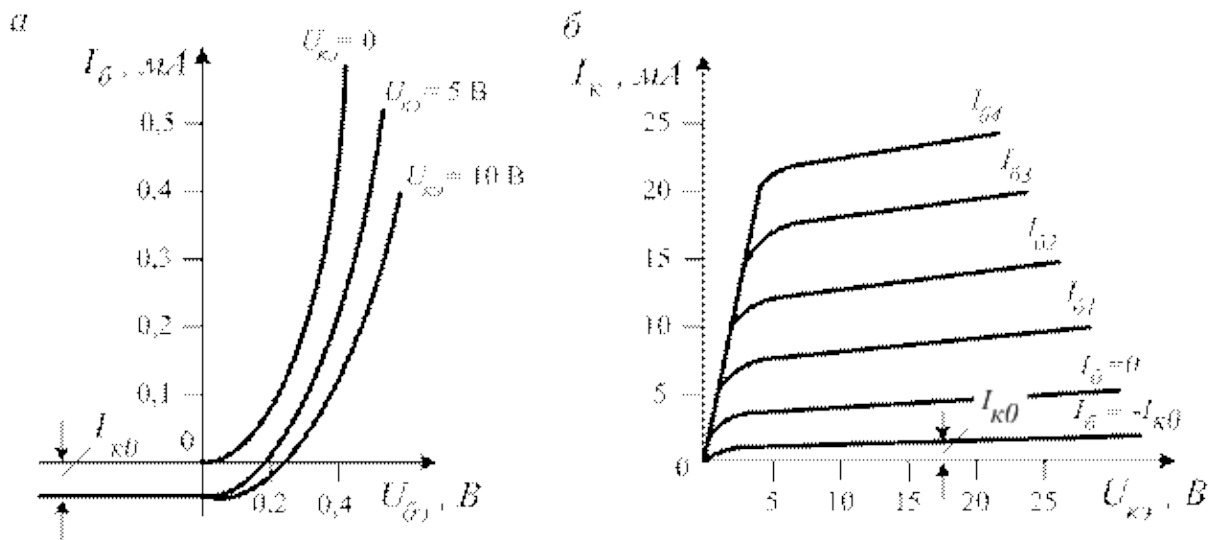 а
I_б , мА
U_кэ = 0
U_кэ = 5 В
U_кэ = 10 В
0,5
0,4
0,3
0,2
0,1
0
I_к0
0,2
0,4
U_бэ , В
б
I_к , мА
25
20
15
10
5
0
I_б4
I_б3
I_б2
I_б1
I_б = 0
I_к0
I_б = -I_к0
5
10
15
20
25
U_кэ , В